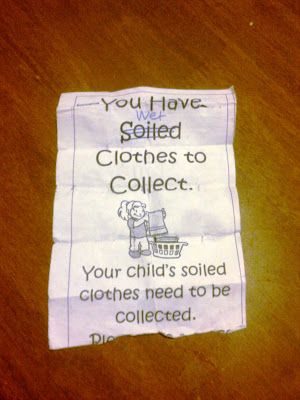 You Have
Wet
Soiled
Clothes to
Collect.
Your child's soiled
clothes need to be
collected.